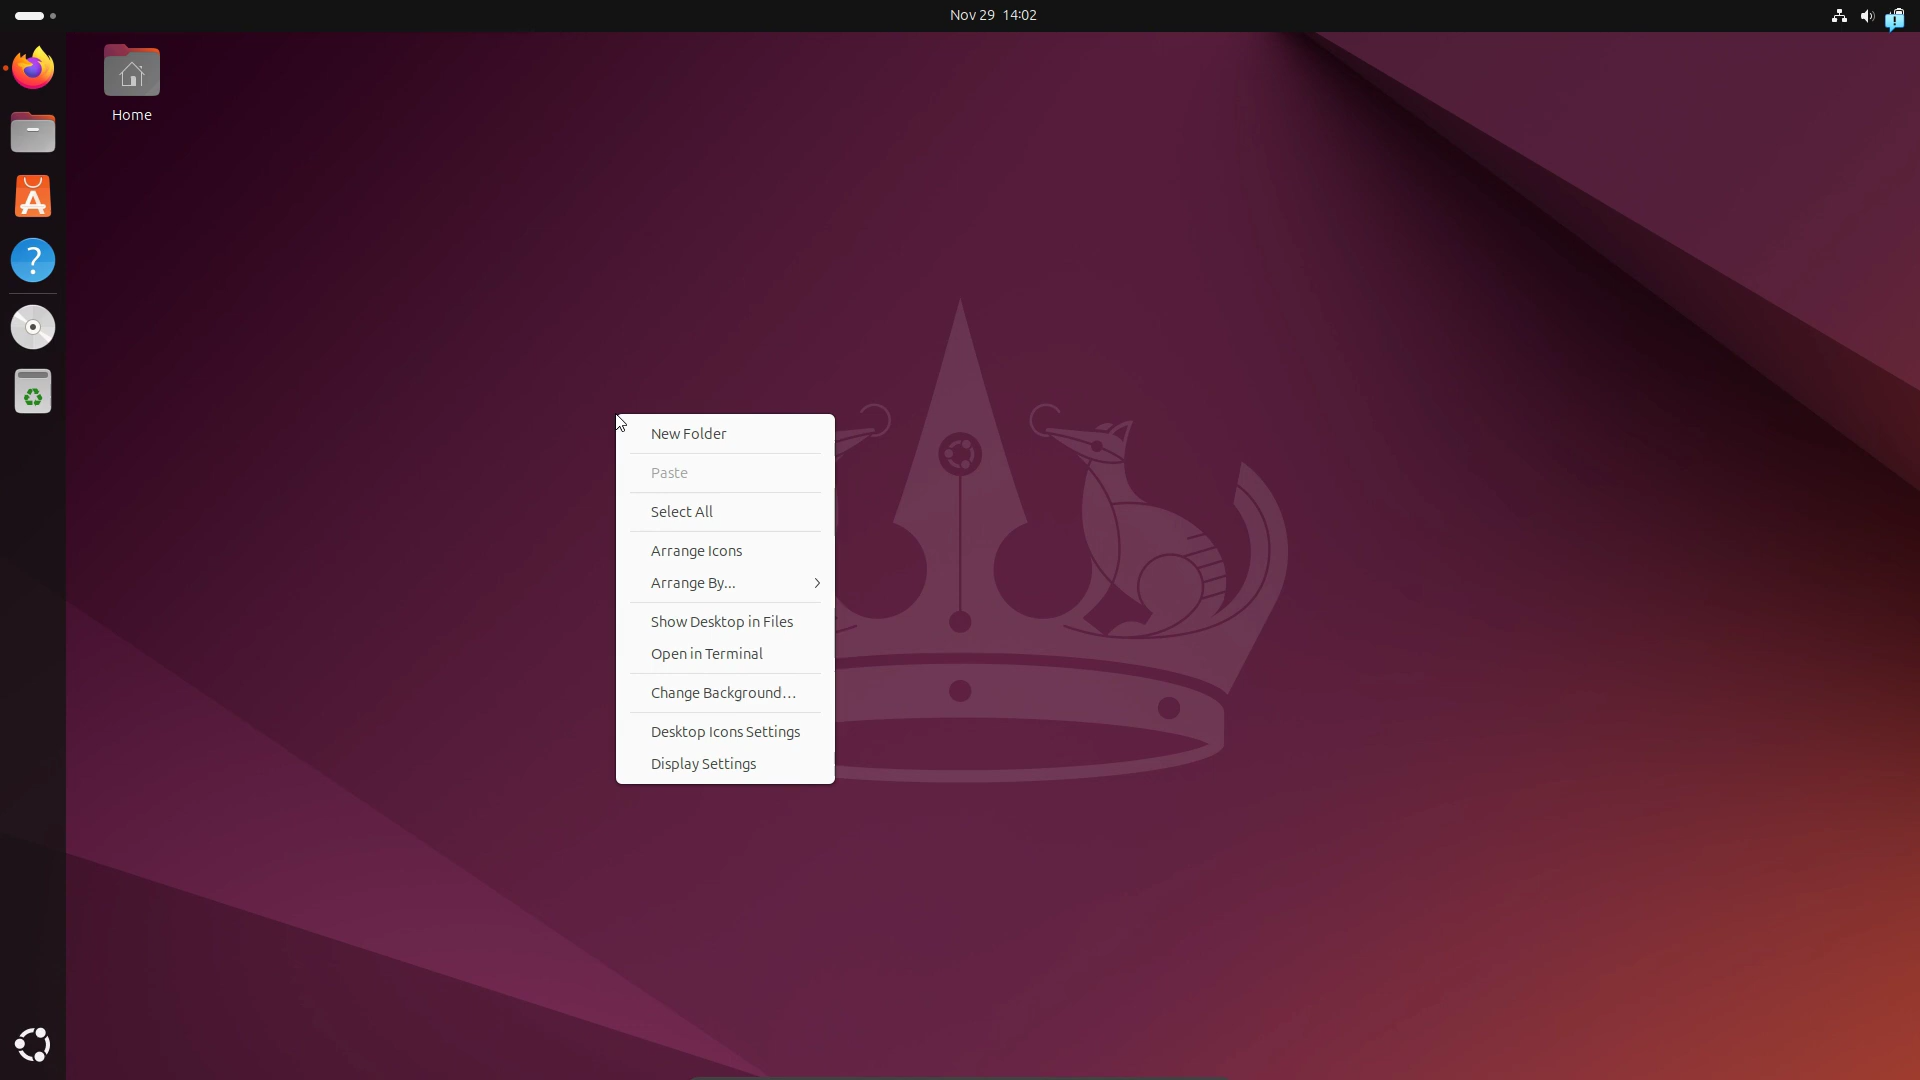 Nov 29 14:02
Home
New Folder
Paste
Select All
Arrange Icons
Arrange By...
Show Desktop in Files
Open in Terminal
Change Background…
Desktop Icons Settings
Display Settings